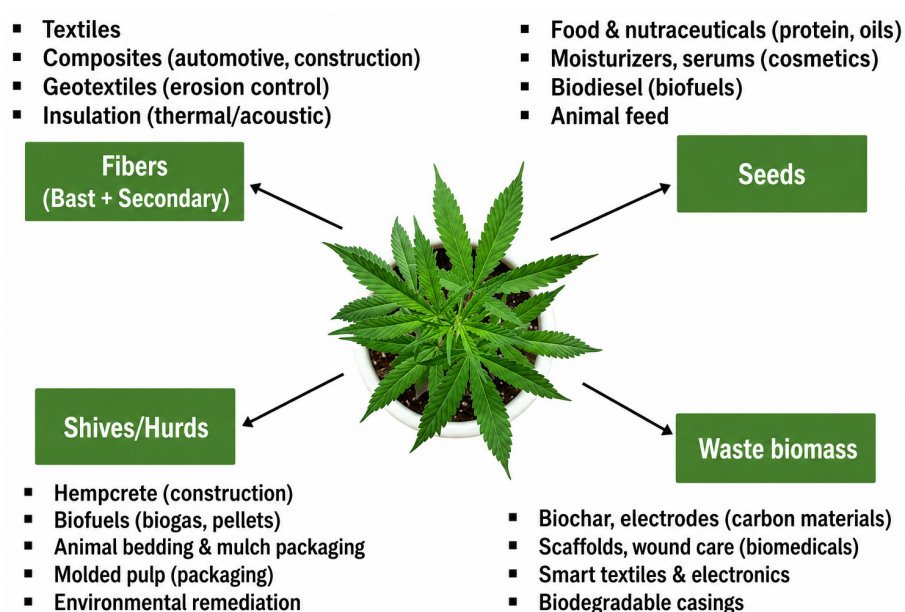 ▪ Textiles
▪ Composites (automotive, construction)
▪ Geotextiles (erosion control)
▪ Insulation (thermal/acoustic)
Fibers
(Bast + Secondary)
▪ Food & nutraceuticals (protein, oils)
▪ Moisturizers, serums (cosmetics)
▪ Biodiesel (biofuels)
▪ Animal feed
Seeds
Shives/Hurds
▪ Hempcrete (construction)
▪ Biofuels (biogas, pellets)
▪ Animal bedding & mulch packaging
▪ Molded pulp (packaging)
▪ Environmental remediation
Waste biomass
▪ Biochar, electrodes (carbon materials)
▪ Scaffolds, wound care (biomedicals)
▪ Smart textiles & electronics
▪ Biodegradable casings